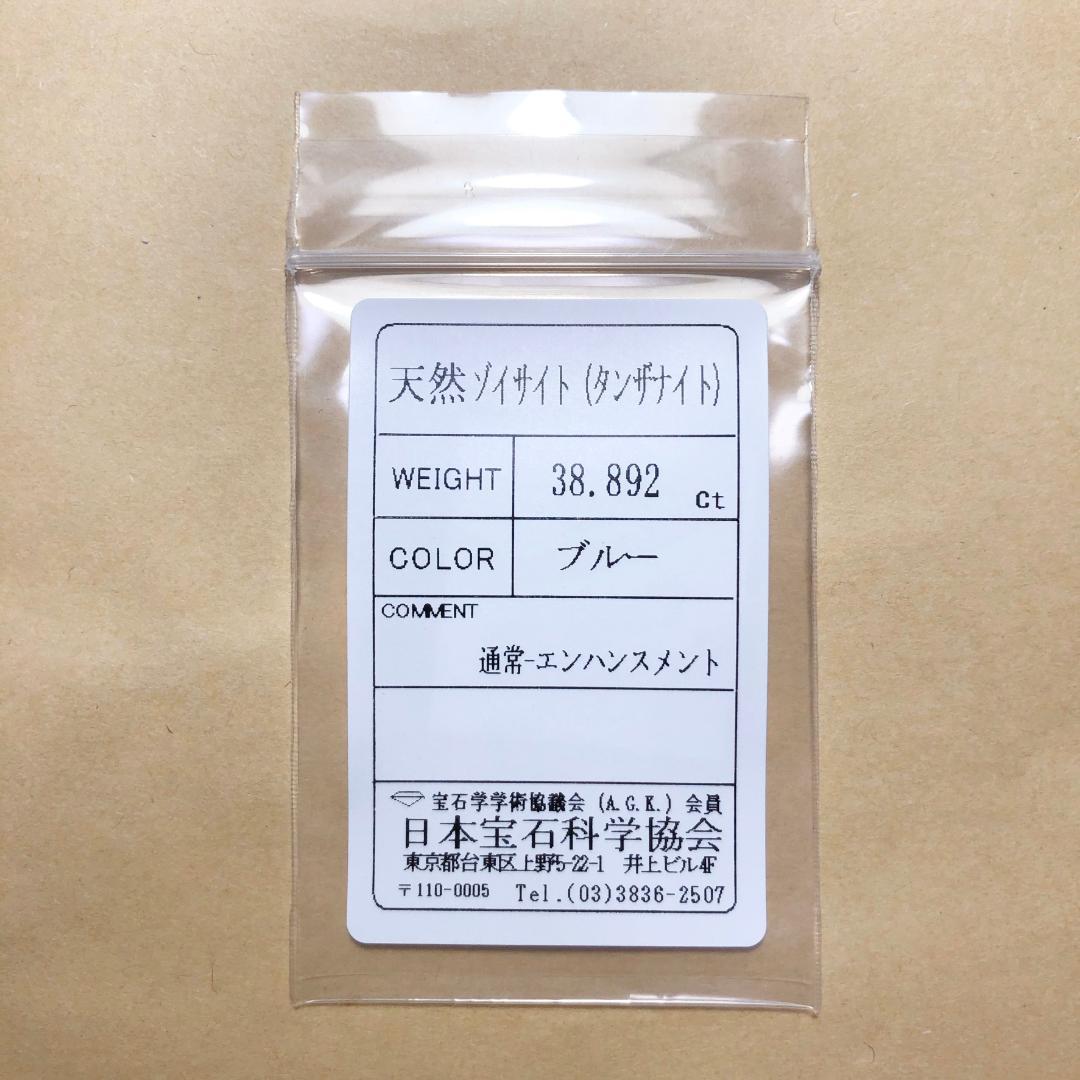 天然ゾイサイト(タンザナイト)
WEIGHT 38.892 Ct
COLOR ブルー
COMMENT
通常-エンハンスメント
宝石学学術協議会 (A.G.K.) 会員
日本宝石科学協会
東京都台東区上野5-22-1 井上ビル4F
〒110-0005 Tel.(03)3836-2507